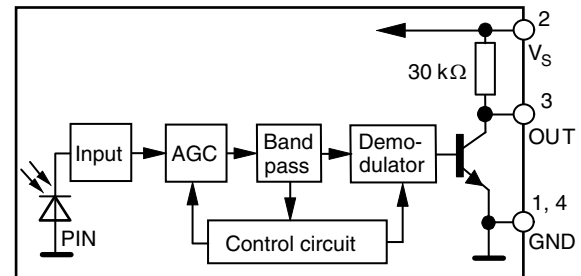 2
V_S
30 kΩ
3
OUT
Input
AGC
Band
pass
Demo-
dulator
1, 4
GND
PIN
Control circuit